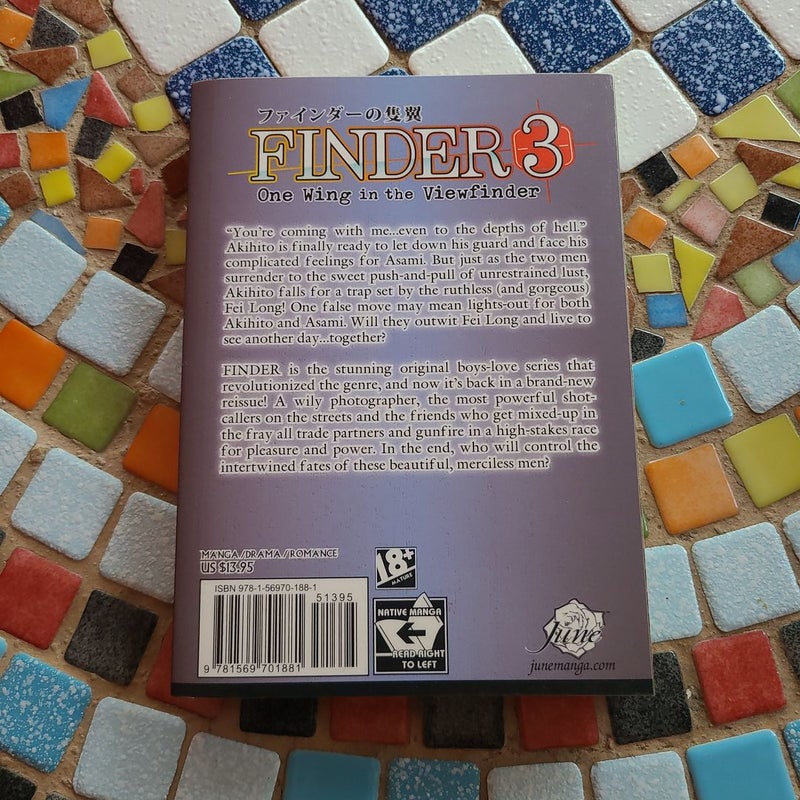 ファインダーの隻翼
FINDER 3
One Wing in the Viewfinder
“You’re coming with me...even to the depths of hell.”
Akihito is finally ready to let down his guard and face his
complicated feelings for Asami. But just as the two men
surrender to the sweet push-and-pull of unrestrained lust,
Akihito falls for a trap set by the ruthless (and gorgeous)
Fei Long! One false move may mean lights-out for both
Akihito and Asami. Will they outwit Fei Long and live to
see another day...together?
FINDER is the stunning original boys-love series that
revolutionized the genre, and now it’s back in a brand-new
reissue! A wily photographer, the most powerful shot-
callers on the streets and the friends who get mixed-up in
the fray all trade partners and gunfire in a high-stakes race
for pleasure and power. In the end, who will control the
intertwined fates of these beautiful, merciless men?
MANGA/DRAMA/ROMANCE
US $13.95
ISBN 978-1-56970-188-1
51395
9 781569 701881
18+
MATURE
NATIVE MANGA
READ RIGHT
TO LEFT
June™
junemanga.com